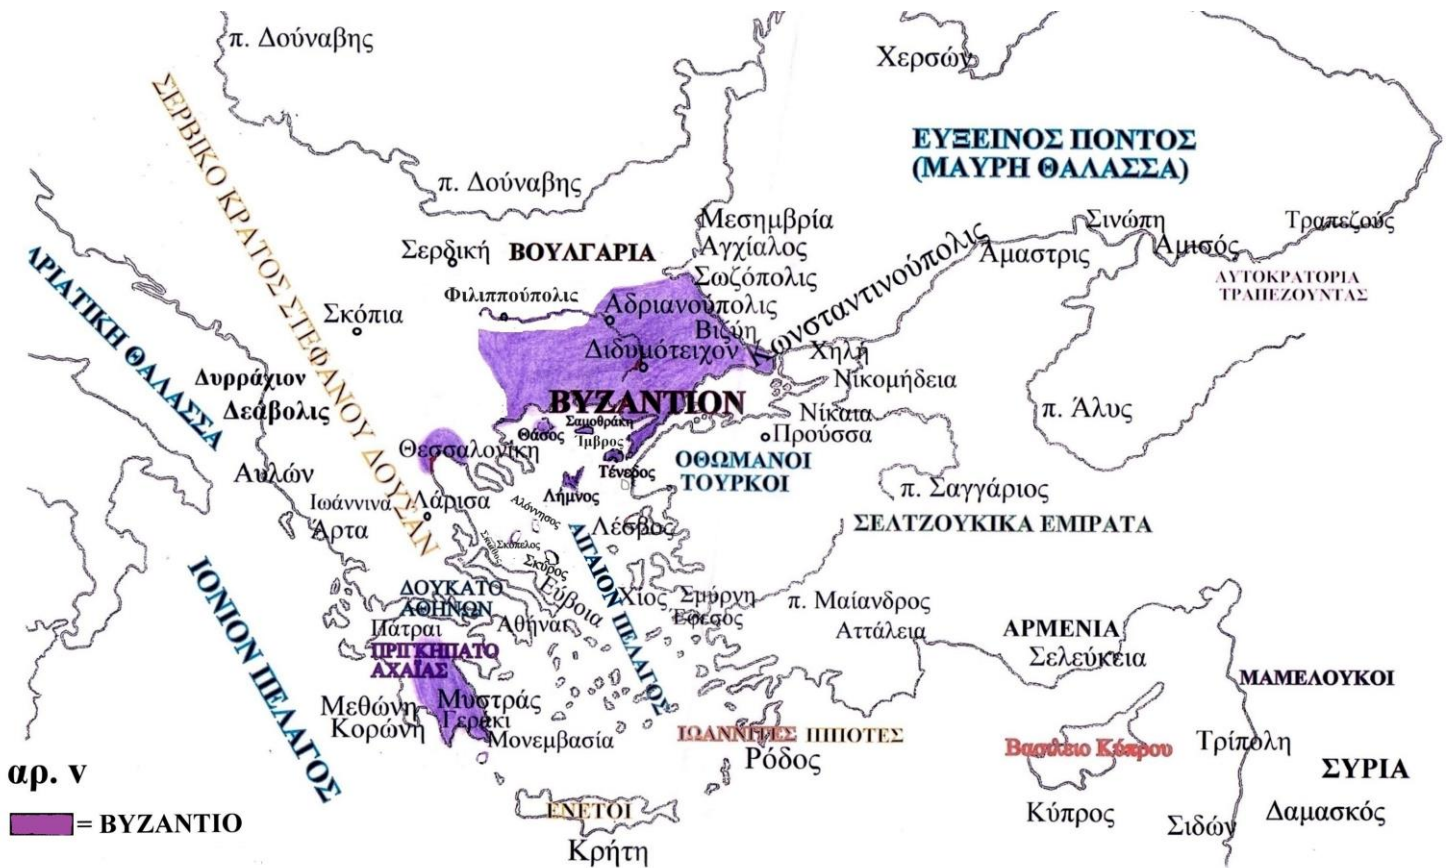 π. Δούναβης
Χερσών
ΕΥΞΕΙΝΟΣ ΠΟΝΤΟΣ
(ΜΑΥΡΗ ΘΑΛΑΣΣΑ)
ΣΕΡΒΙΚΟ ΚΡΑΤΟΣ ΣΤΕΦΑΝΟΥ ΔΟΥΣΑΝ
π. Δούναβης
Μεσημβρία
Αγχίαλος
Σωζόπολις
Σινώπη
Τραπεζούς
Αμαστρις
Αμισός
ΑΥΤΟΚΡΑΤΟΡΙΑ
ΤΡΑΠΕΖΟΥΝΤΑΣ
Σερδική
ΒΟΥΛΓΑΡΙΑ
Κωνσταντινούπολις
ΔΡΙΑΤΙΚΗ ΘΑΛΑΣΣΑ
Φιλιππούπολις
Αδριανούπολις
Σκόπια
Βιζύη
Διδυμότειχον
Χηλή
Νικομήδεια
Δυρράχιον
Δεάβολις
ΒΥΖΑΝΤΙΟΝ
Νίκαια
Προύσσα
π. Άλυς
Θάσος
Σαμοθράκη
Ίμβρος
Θεσσαλονίκη
Τένεδος
ΟΘΩΜΑΝΟΙ
ΤΟΥΡΚΟΙ
Αυλών
Λήμνος
π. Σαγγάριος
Ιωάννινα
Λάρισα
Αλόννησος
Άρτα
Λέσβος
ΣΕΛΤΖΟΥΚΙΚΑ ΕΜΙΡΑΤΑ
Σκόπελος
Σκύρος
ΑΙΓΑΙΟΝ ΠΕΛΑΓΟΣ
ΙΟΝΙΟΝ ΠΕΛΑΓΟΣ
ΔΟΥΚΑΤΟ
ΑΘΗΝΩΝ
Εύβοια
Χίος
Σμύρνη
Έφεσος
π. Μαίανδρος
Αττάλεια
Πάτραι
Αθήναι
ΑΡΜΕΝΙΑ
Σελεύκεια
ΠΡΙΓΚΗΠΑΤΟ
ΑΧΑΪΑΣ
ΜΑΜΕΛΟΥΚΟΙ
Μεθώνη
Κορώνη
Μυστράς
Γεράκι
Μονεμβασία
ΙΩΑΝΝΙΤΕΣ ΙΠΠΟΤΕΣ
Ρόδος
Βασίλειο Κύπρου
Τρίπολη
ΣΥΡΙΑ
αρ. v
ΕΝΕΤΟΙ
Κρήτη
Κύπρος
Σιδών
Δαμασκός
= ΒΥΖΑΝΤΙΟ